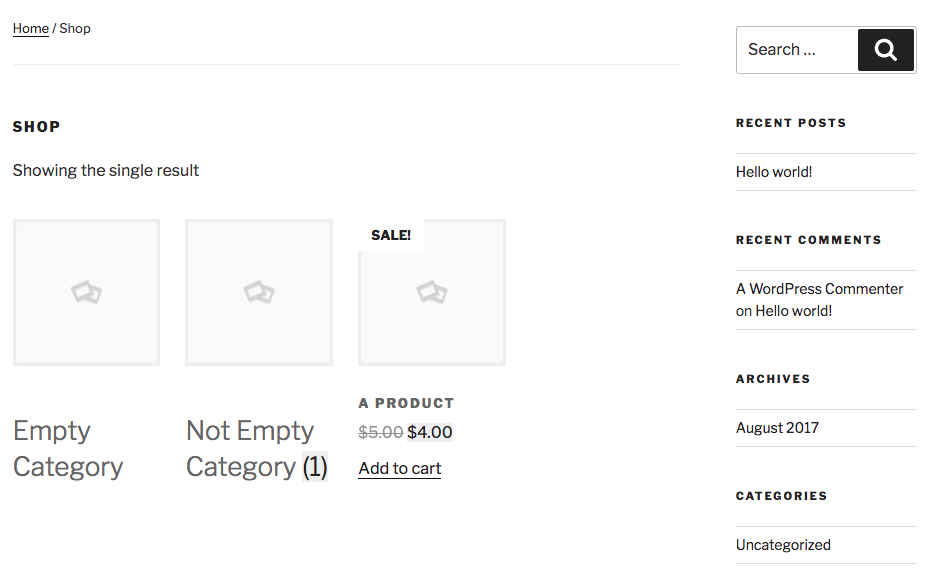 Home / Shop
SHOP
Showing the single result
Empty
Category
Not Empty
Category (1)
SALE!
A PRODUCT
$5.00 $4.00
Add to cart
Search …
RECENT POSTS
Hello world!
RECENT COMMENTS
A WordPress Commenter
on Hello world!
ARCHIVES
August 2017
CATEGORIES
Uncategorized